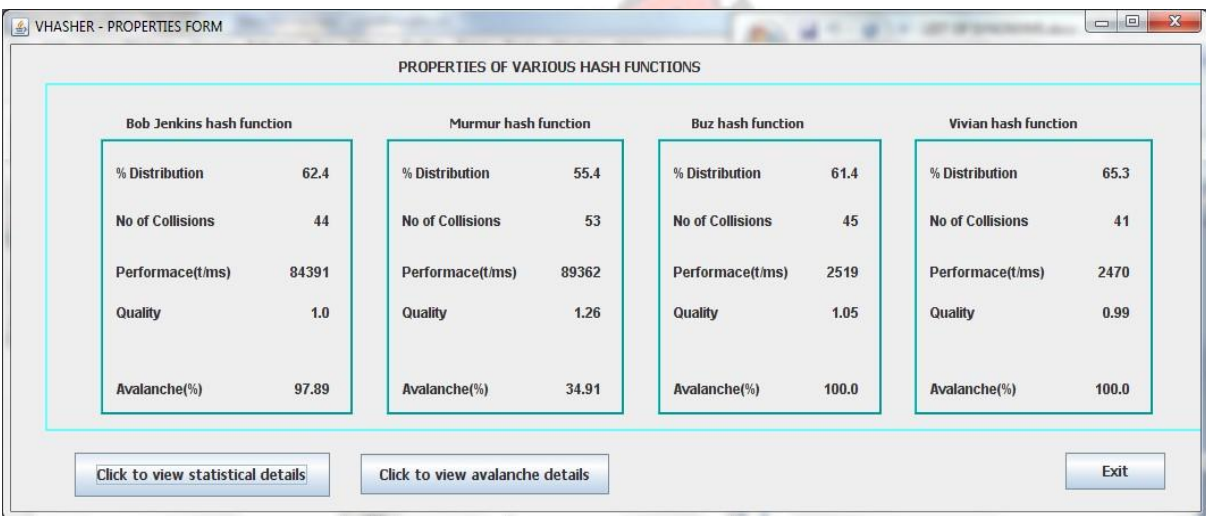 VHASHER - PROPERTIES FORM
PROPERTIES OF VARIOUS HASH FUNCTIONS
Bob Jenkins hash function
% Distribution 62.4
No of Collisions 44
Performace(t/ms) 84391
Quality 1.0
Avalanche(%) 97.89
Murmur hash function
% Distribution 55.4
No of Collisions 53
Performace(t/ms) 89362
Quality 1.26
Avalanche(%) 34.91
Buz hash function
% Distribution 61.4
No of Collisions 45
Performace(t/ms) 2519
Quality 1.05
Avalanche(%) 100.0
Vivian hash function
% Distribution 65.3
No of Collisions 41
Performace(t/ms) 2470
Quality 0.99
Avalanche(%) 100.0
Click to view statistical details
Click to view avalanche details
Exit